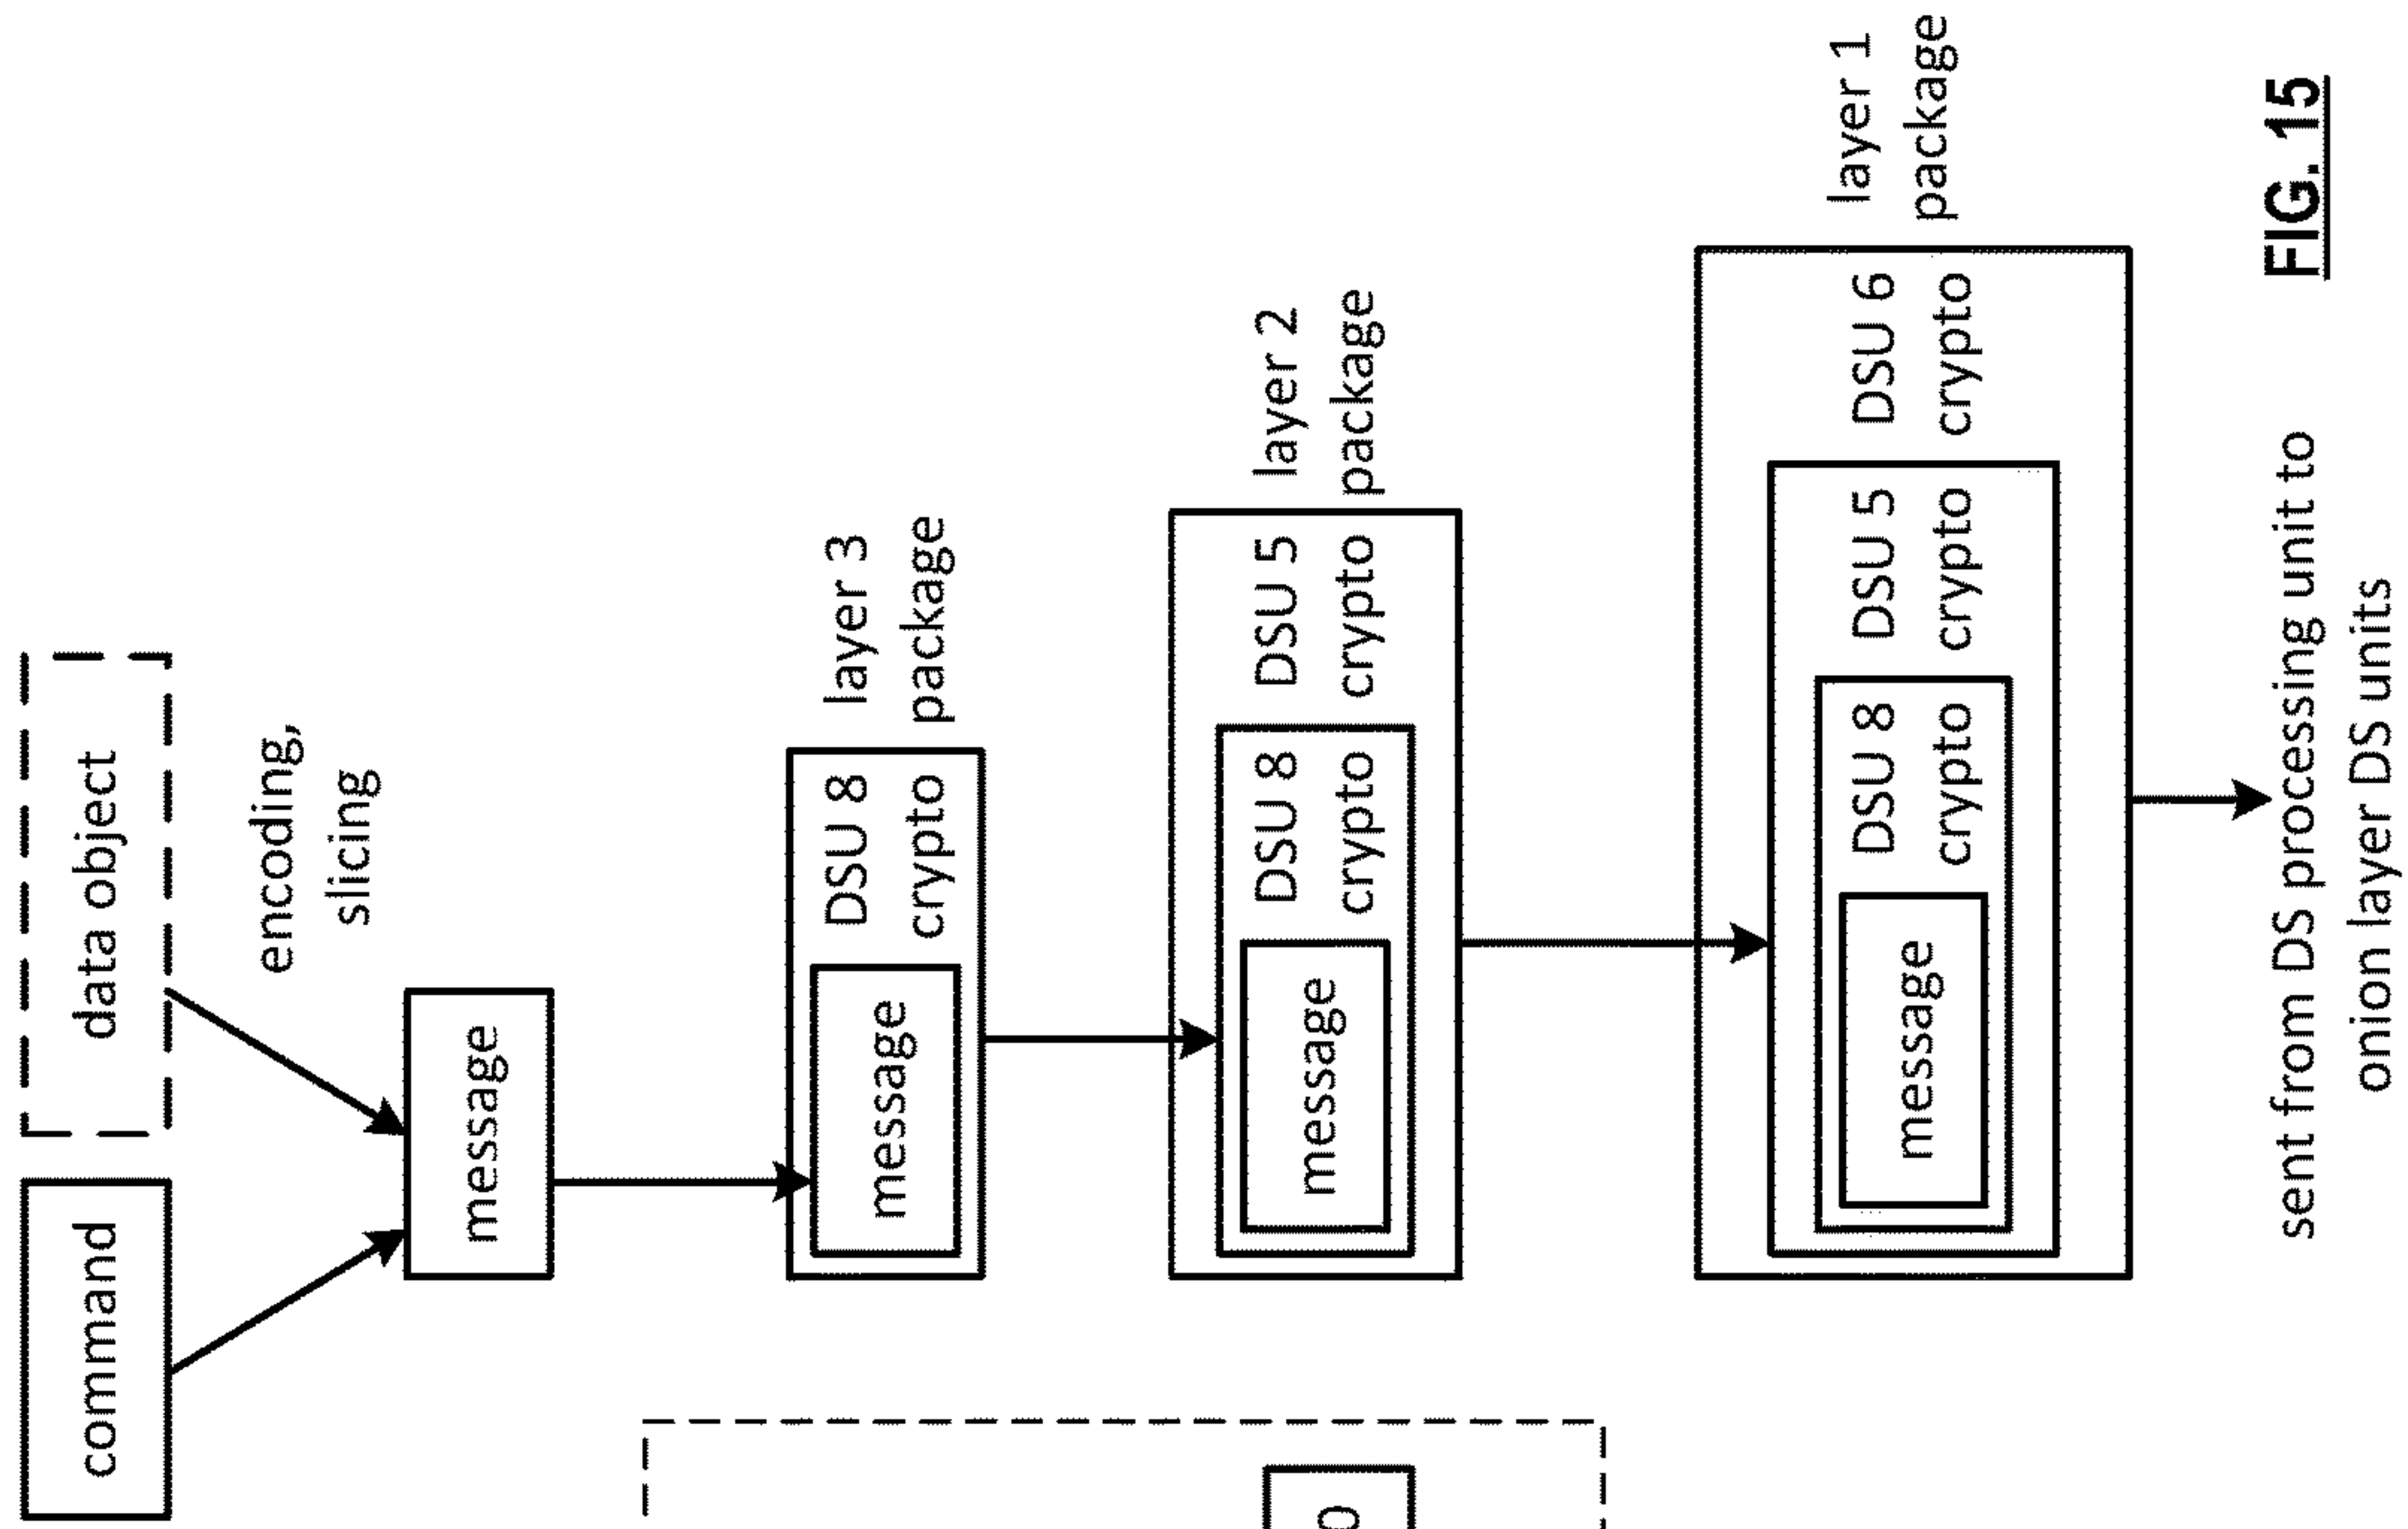 command
data object
encoding,
slicing
message
message
DSU 8
crypto
layer 3
package
message
DSU 8
crypto
DSU 5
crypto
layer 2
package
message
DSU 8
crypto
DSU 5
crypto
DSU 6
crypto
layer 1
package
sent from DS processing unit to
onion layer DS units
FIG. 15
0